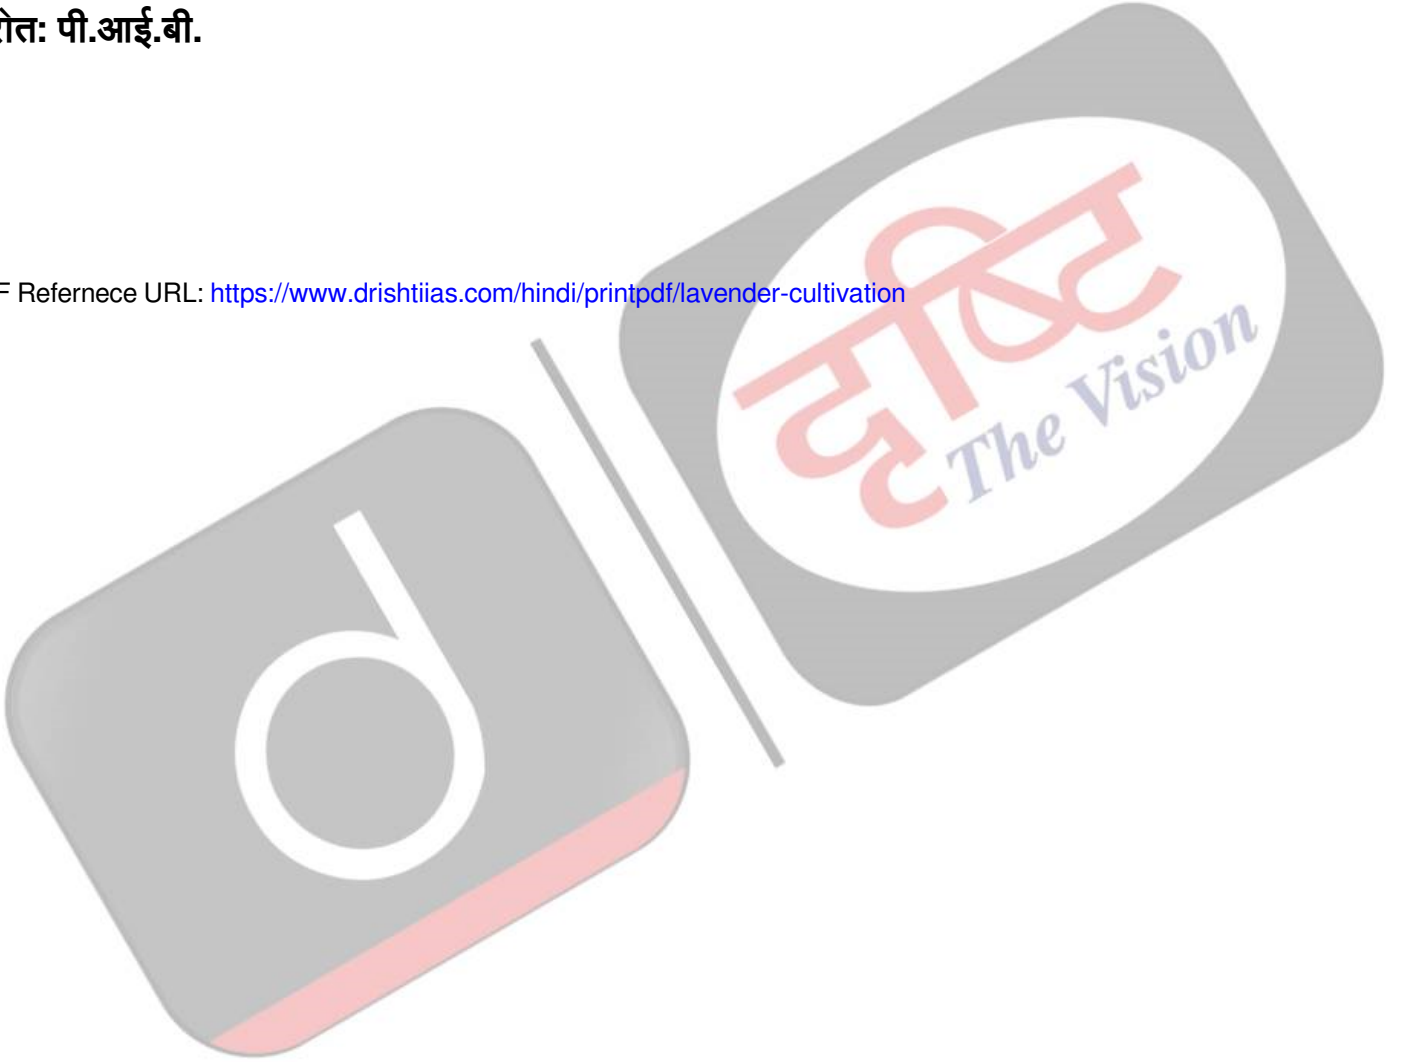 रोत: पी.आई.बी.
F Refernece URL: https://www.drishtiias.com/hindi/printpdf/lavender-cultivation
दृष्टि
The Vision
d